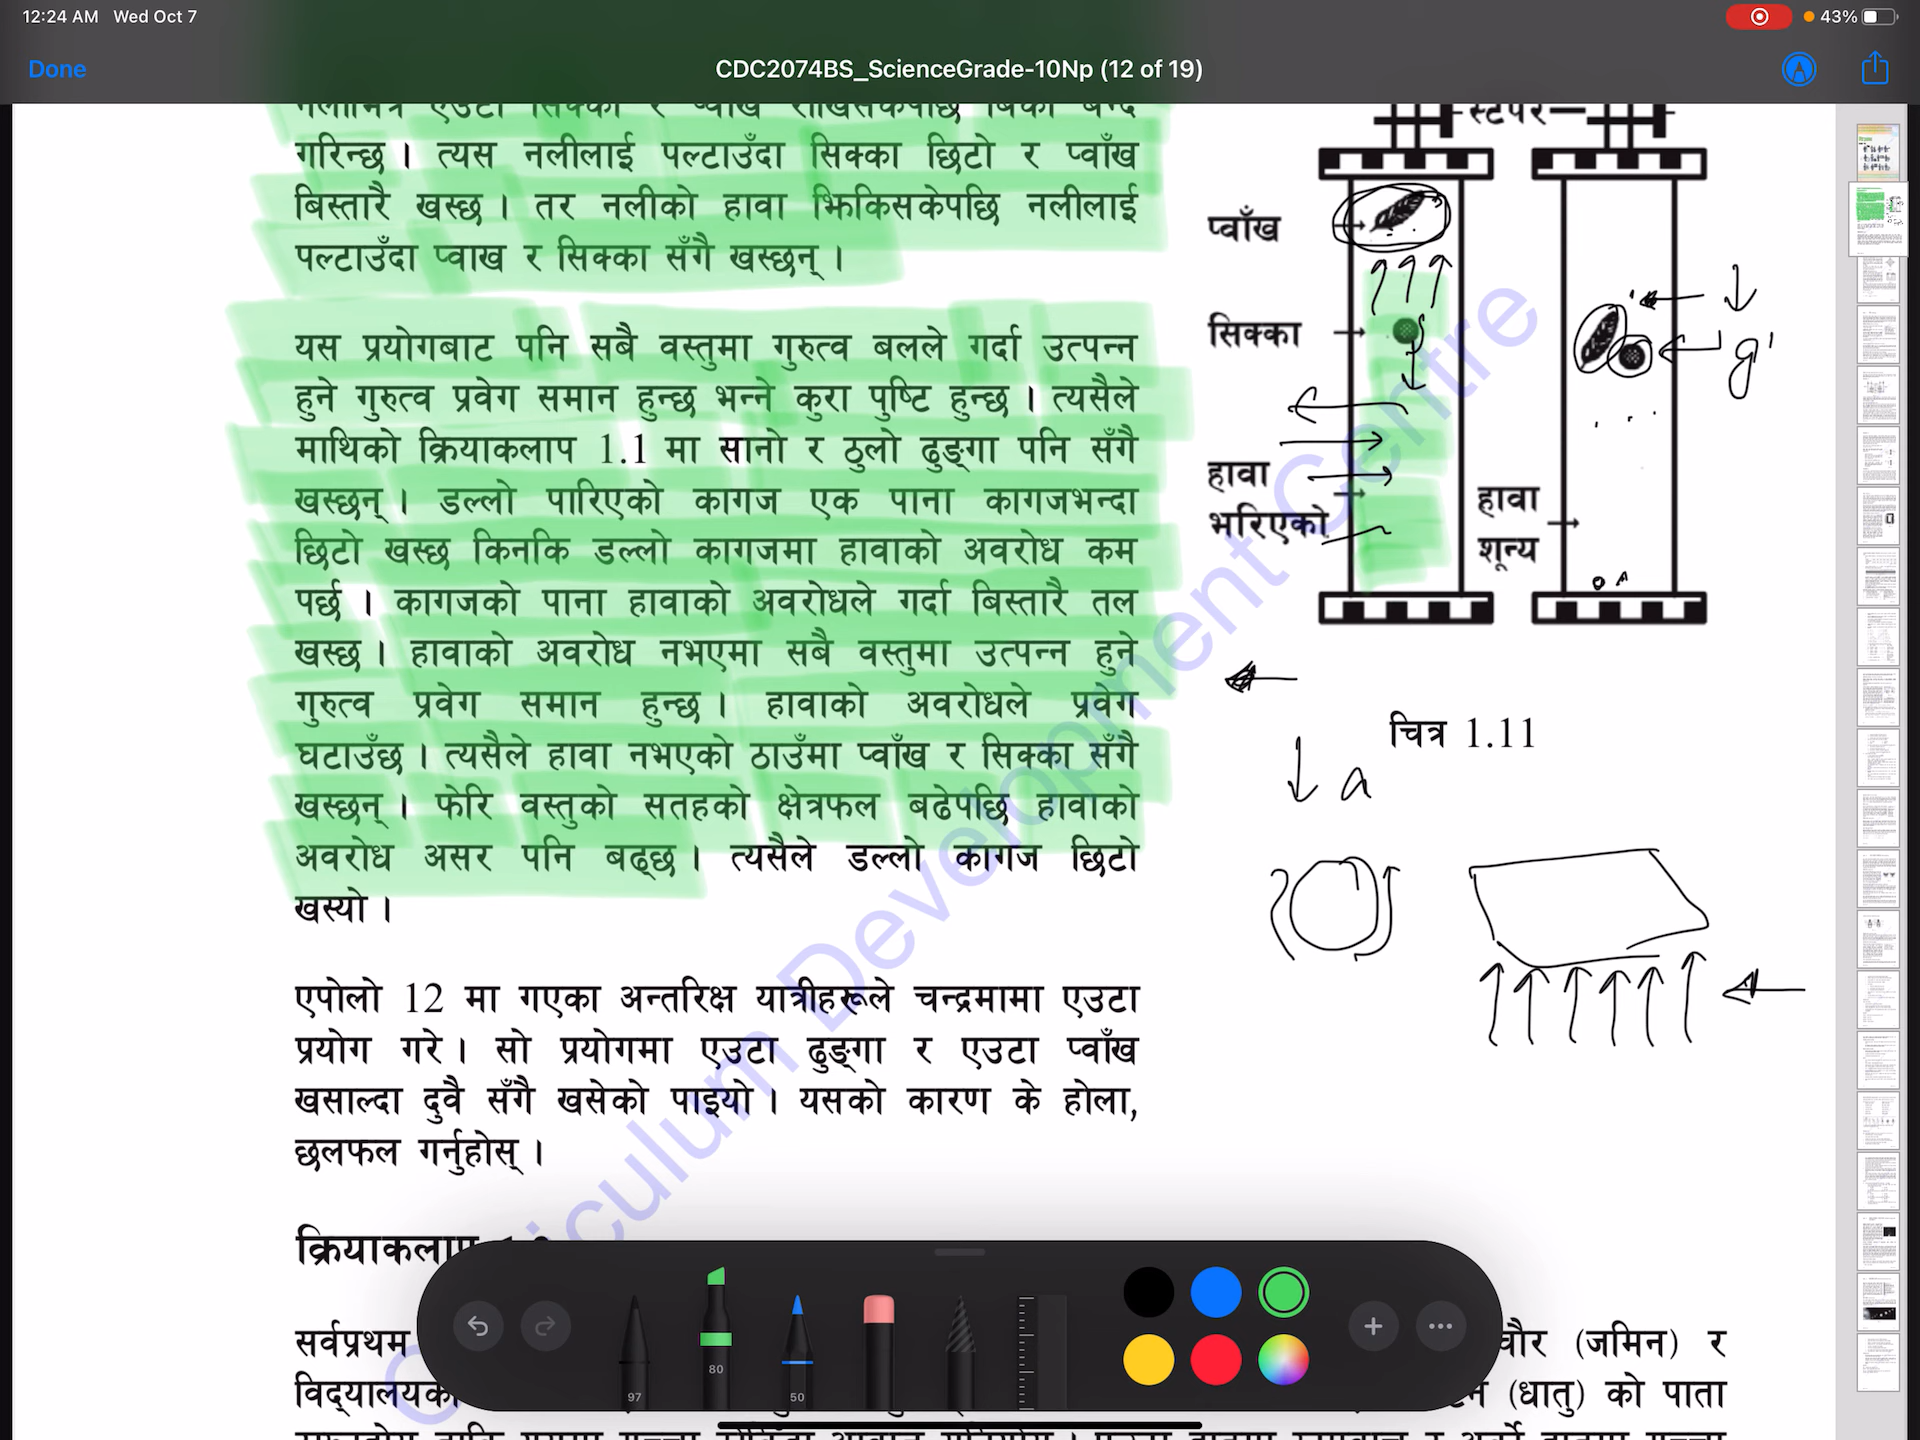 12:24 AM Wed Oct 7
43%
Done
CDC2074BS_ScienceGrade-10Np (12 of 19)
गरिन्छ । त्यस नलीलाई पल्टाउँदा सिक्का छिटो र प्वाँख
बिस्तारै खस्छ । तर नलीको हावा झिकिसकेपछि नलीलाई
पल्टाउँदा प्वाख र सिक्का सँगै खस्छन् ।
यस प्रयोगबाट पनि सबै वस्तुमा गुरुत्व बलले गर्दा उत्पन्न
हुने गुरुत्व प्रवेग समान हुन्छ भन्ने कुरा पुष्टि हुन्छ । त्यसैले
माथिको क्रियाकलाप 1.1 मा सानो र ठुलो ढुङ्गा पनि सँगै
खस्छन् । डल्लो पारिएको कागज एक पाना कागजभन्दा
छिटो खस्छ किनकि डल्लो कागजमा हावाको अवरोध कम
पर्छ । कागजको पाना हावाको अवरोधले गर्दा बिस्तारै तल
खस्छ । हावाको अवरोध नभएमा सबै वस्तुमा उत्पन्न हुने
गुरुत्व प्रवेग समान हुन्छ । हावाको अवरोधले प्रवेग
घटाउँछ । त्यसैले हावा नभएको ठाउँमा प्वाँख र सिक्का सँगै
खस्छन् । फेरि वस्तुको सतहको क्षेत्रफल बढेपछि हावाको
अवरोध असर पनि बढ्छ । त्यसैले डल्लो कागज छिटो
खस्यो ।
एपोलो 12 मा गएका अन्तरिक्ष यात्रीहरूले चन्द्रमामा एउटा
प्रयोग गरे । सो प्रयोगमा एउटा ढुङ्गा र एउटा प्वाँख
खसाल्दा दुवै सँगै खसेको पाइयो । यसको कारण के होला,
छलफल गर्नुहोस् ।
स्टपर
प्वाँख
सिक्का
हावा
भरिएको
हावा
शून्य
g'
चित्र 1.11
a
क्रियाकलाप
सर्वप्रथम
चौर (जमिन) र
(धातु) को पाता
97
80
50
Curriculum Development Centre